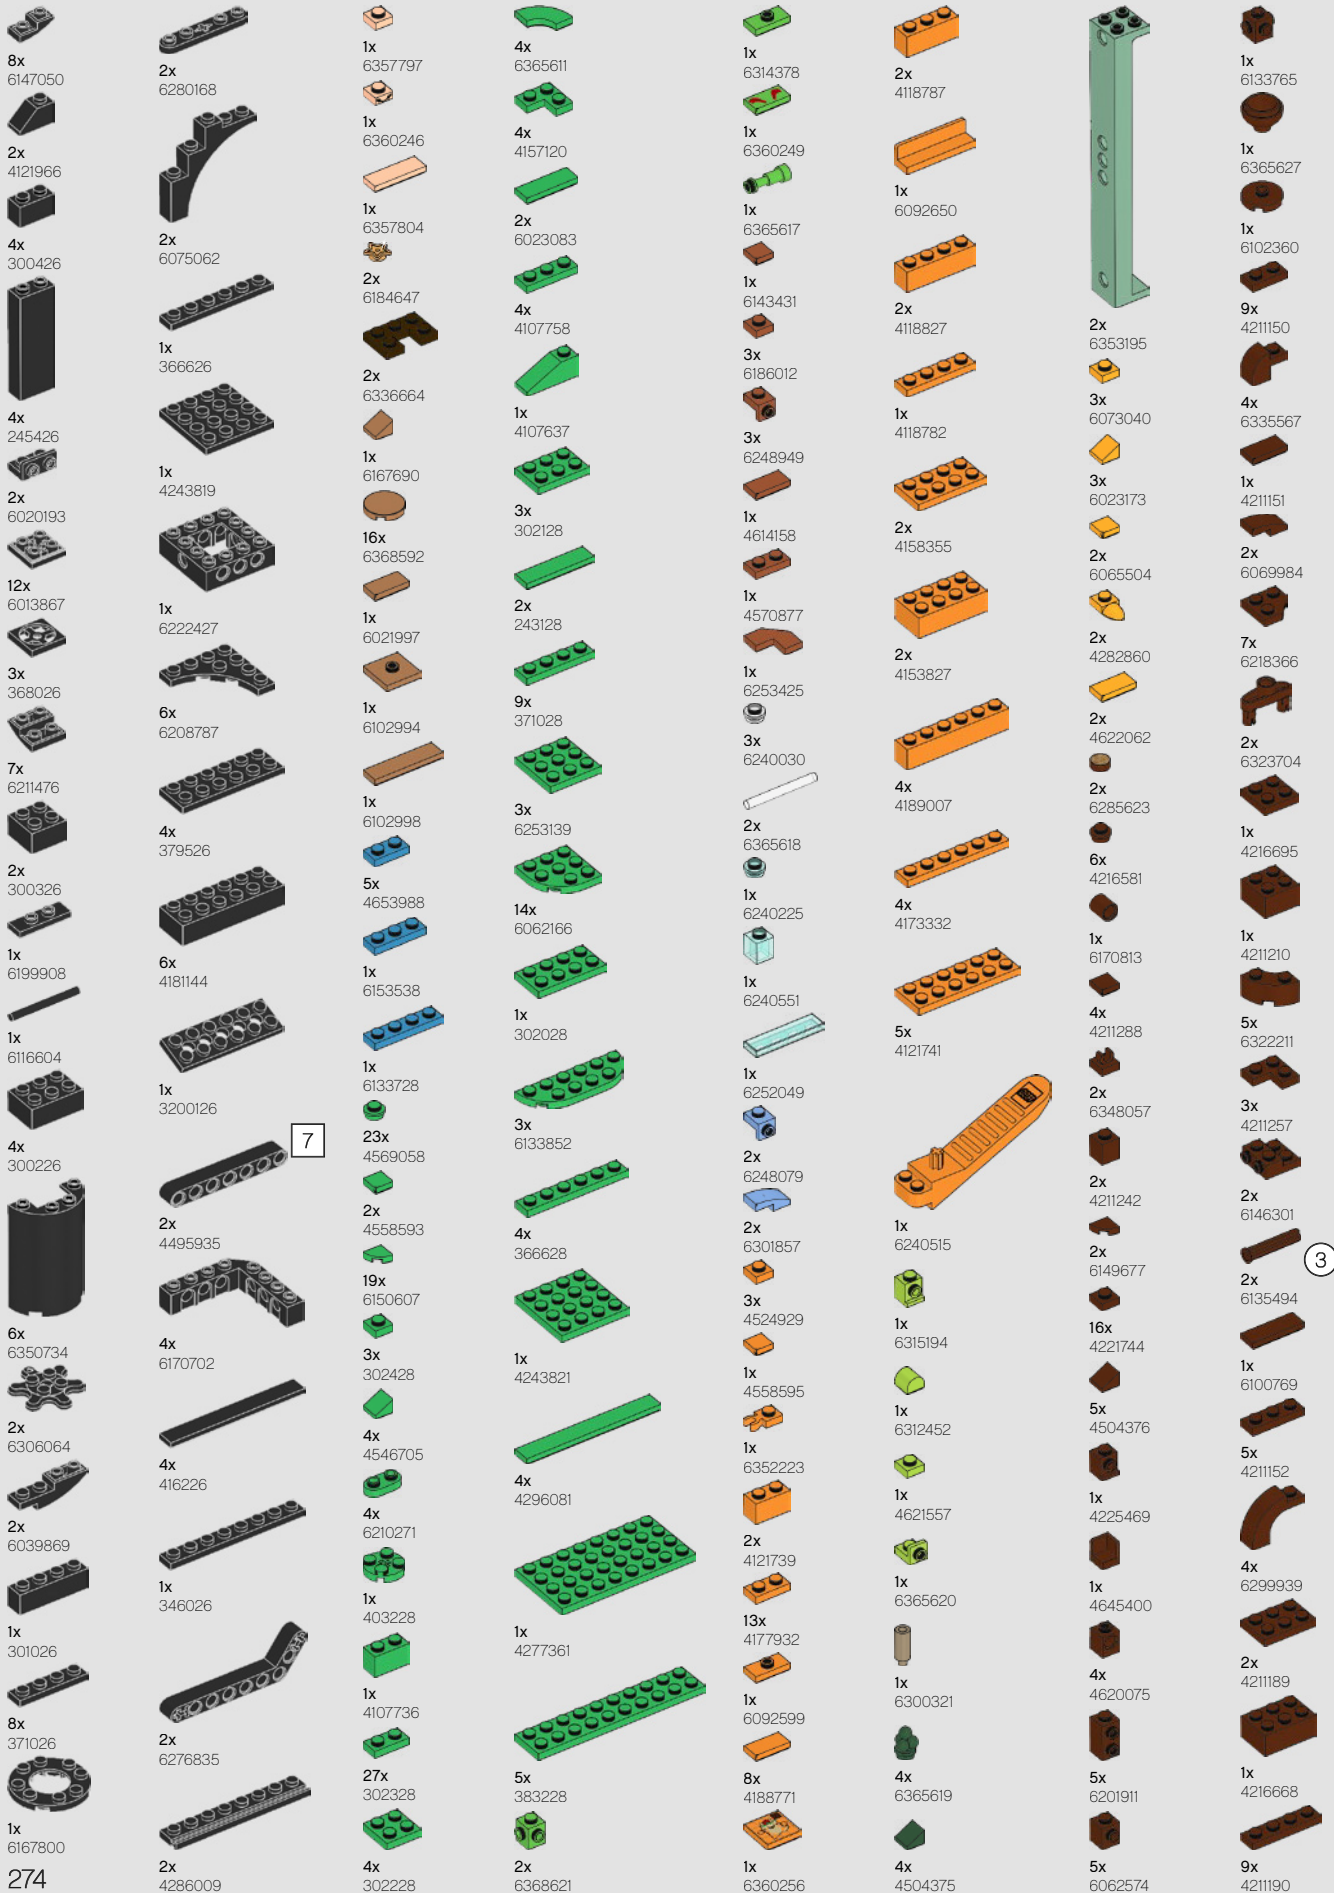 8x
6147050
2x
4121966
4x
300426
4x
245426
2x
6020193
12x
6013867
3x
368026
7x
6211476
2x
300326
1x
6199908
1x
6116604
4x
300226
6x
6350734
2x
6306064
2x
6039869
1x
301026
8x
371026
1x
6167800
274
2x
6280168
2x
6075062
1x
366626
1x
4243819
1x
6222427
6x
6208787
4x
379526
6x
4181144
1x
3200126
7
2x
4495935
4x
6170702
4x
416226
1x
346026
2x
6276835
2x
4286009
1x
6357797
1x
6360246
1x
6357804
2x
6184647
2x
6336664
1x
6167690
16x
6368592
1x
6021997
1x
6102994
1x
6102998
5x
4653988
1x
6153538
1x
6133728
23x
4569058
2x
4558593
19x
6150607
3x
302428
4x
4546705
4x
6210271
1x
403228
1x
4107736
27x
302328
4x
302228
4x
6365611
4x
4157120
2x
6023083
4x
4107758
1x
4107637
3x
302128
2x
243128
9x
371028
3x
6253139
14x
6062166
1x
302028
3x
6133852
4x
366628
1x
4243821
4x
4296081
1x
4277361
5x
383228
2x
6368621
1x
6314378
1x
6360249
1x
6365617
1x
6143431
3x
6186012
3x
6248949
1x
4614158
1x
4570877
1x
6253425
3x
6240030
2x
6365618
1x
6240225
1x
6240551
1x
6252049
2x
6248079
2x
6301857
3x
4524929
1x
4558595
1x
6352223
2x
4121739
13x
4177932
1x
6092599
8x
4188771
1x
6360256
2x
4118787
1x
6092650
2x
4118827
1x
4118782
2x
4158355
2x
4153827
4x
4189007
4x
4173332
5x
4121741
1x
6240515
1x
6315194
1x
6312452
1x
4621557
1x
6365620
1x
6300321
4x
6365619
4x
4504375
2x
6353195
3x
6073040
3x
6023173
2x
6065504
2x
4282860
2x
4622062
2x
6285623
6x
4216581
1x
6170813
4x
4211288
2x
6348057
2x
4211242
2x
6149677
16x
4221744
5x
4504376
1x
4225469
1x
4645400
4x
4620075
5x
6201911
5x
6062574
1x
6133765
1x
6365627
1x
6102360
9x
4211150
4x
6335567
1x
4211151
2x
6069984
7x
6218366
2x
6323704
1x
4216695
1x
4211210
5x
6322211
3x
4211257
2x
6146301
3
2x
6135494
1x
6100769
5x
4211152
4x
6299939
2x
4211189
1x
4216668
9x
4211190